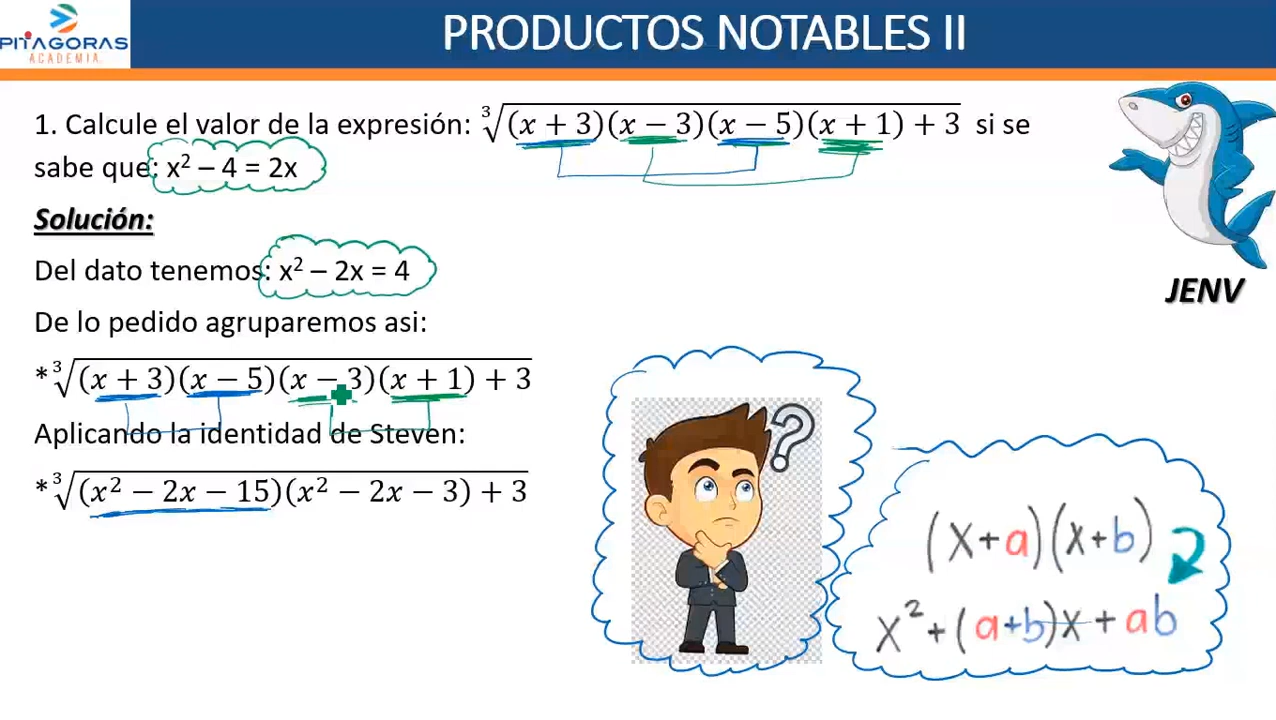 PITAGORAS
ACADEMIA
PRODUCTOS NOTABLES II
1. Calcule el valor de la expresión: ∛((x + 3)(x − 3)(x − 5)(x + 1) + 3) si se
sabe que: x² – 4 = 2x
Solución:
Del dato tenemos: x² – 2x = 4
De lo pedido agruparemos asi:
*∛((x + 3)(x − 5)(x − 3)(x + 1) + 3)
Aplicando la identidad de Steven:
*∛((x² − 2x − 15)(x² − 2x − 3) + 3)
JENV
?
(x+a)(x+b)
x²+(a+b)x+ab